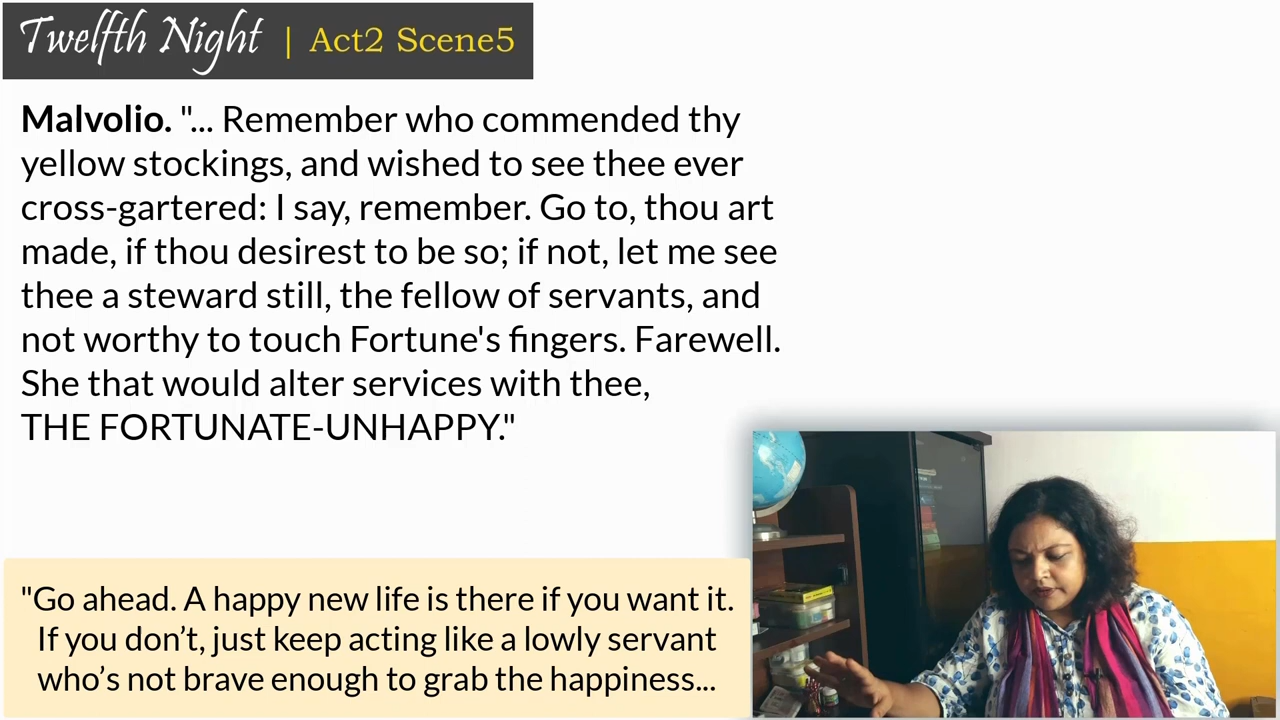 Twelfth Night | Act2 Scene5
Malvolio. "... Remember who commended thy
yellow stockings, and wished to see thee ever
cross-gartered: I say, remember. Go to, thou art
made, if thou desirest to be so; if not, let me see
thee a steward still, the fellow of servants, and
not worthy to touch Fortune's fingers. Farewell.
She that would alter services with thee,
THE FORTUNATE-UNHAPPY."
"Go ahead. A happy new life is there if you want it.
If you don’t, just keep acting like a lowly servant
who’s not brave enough to grab the happiness...